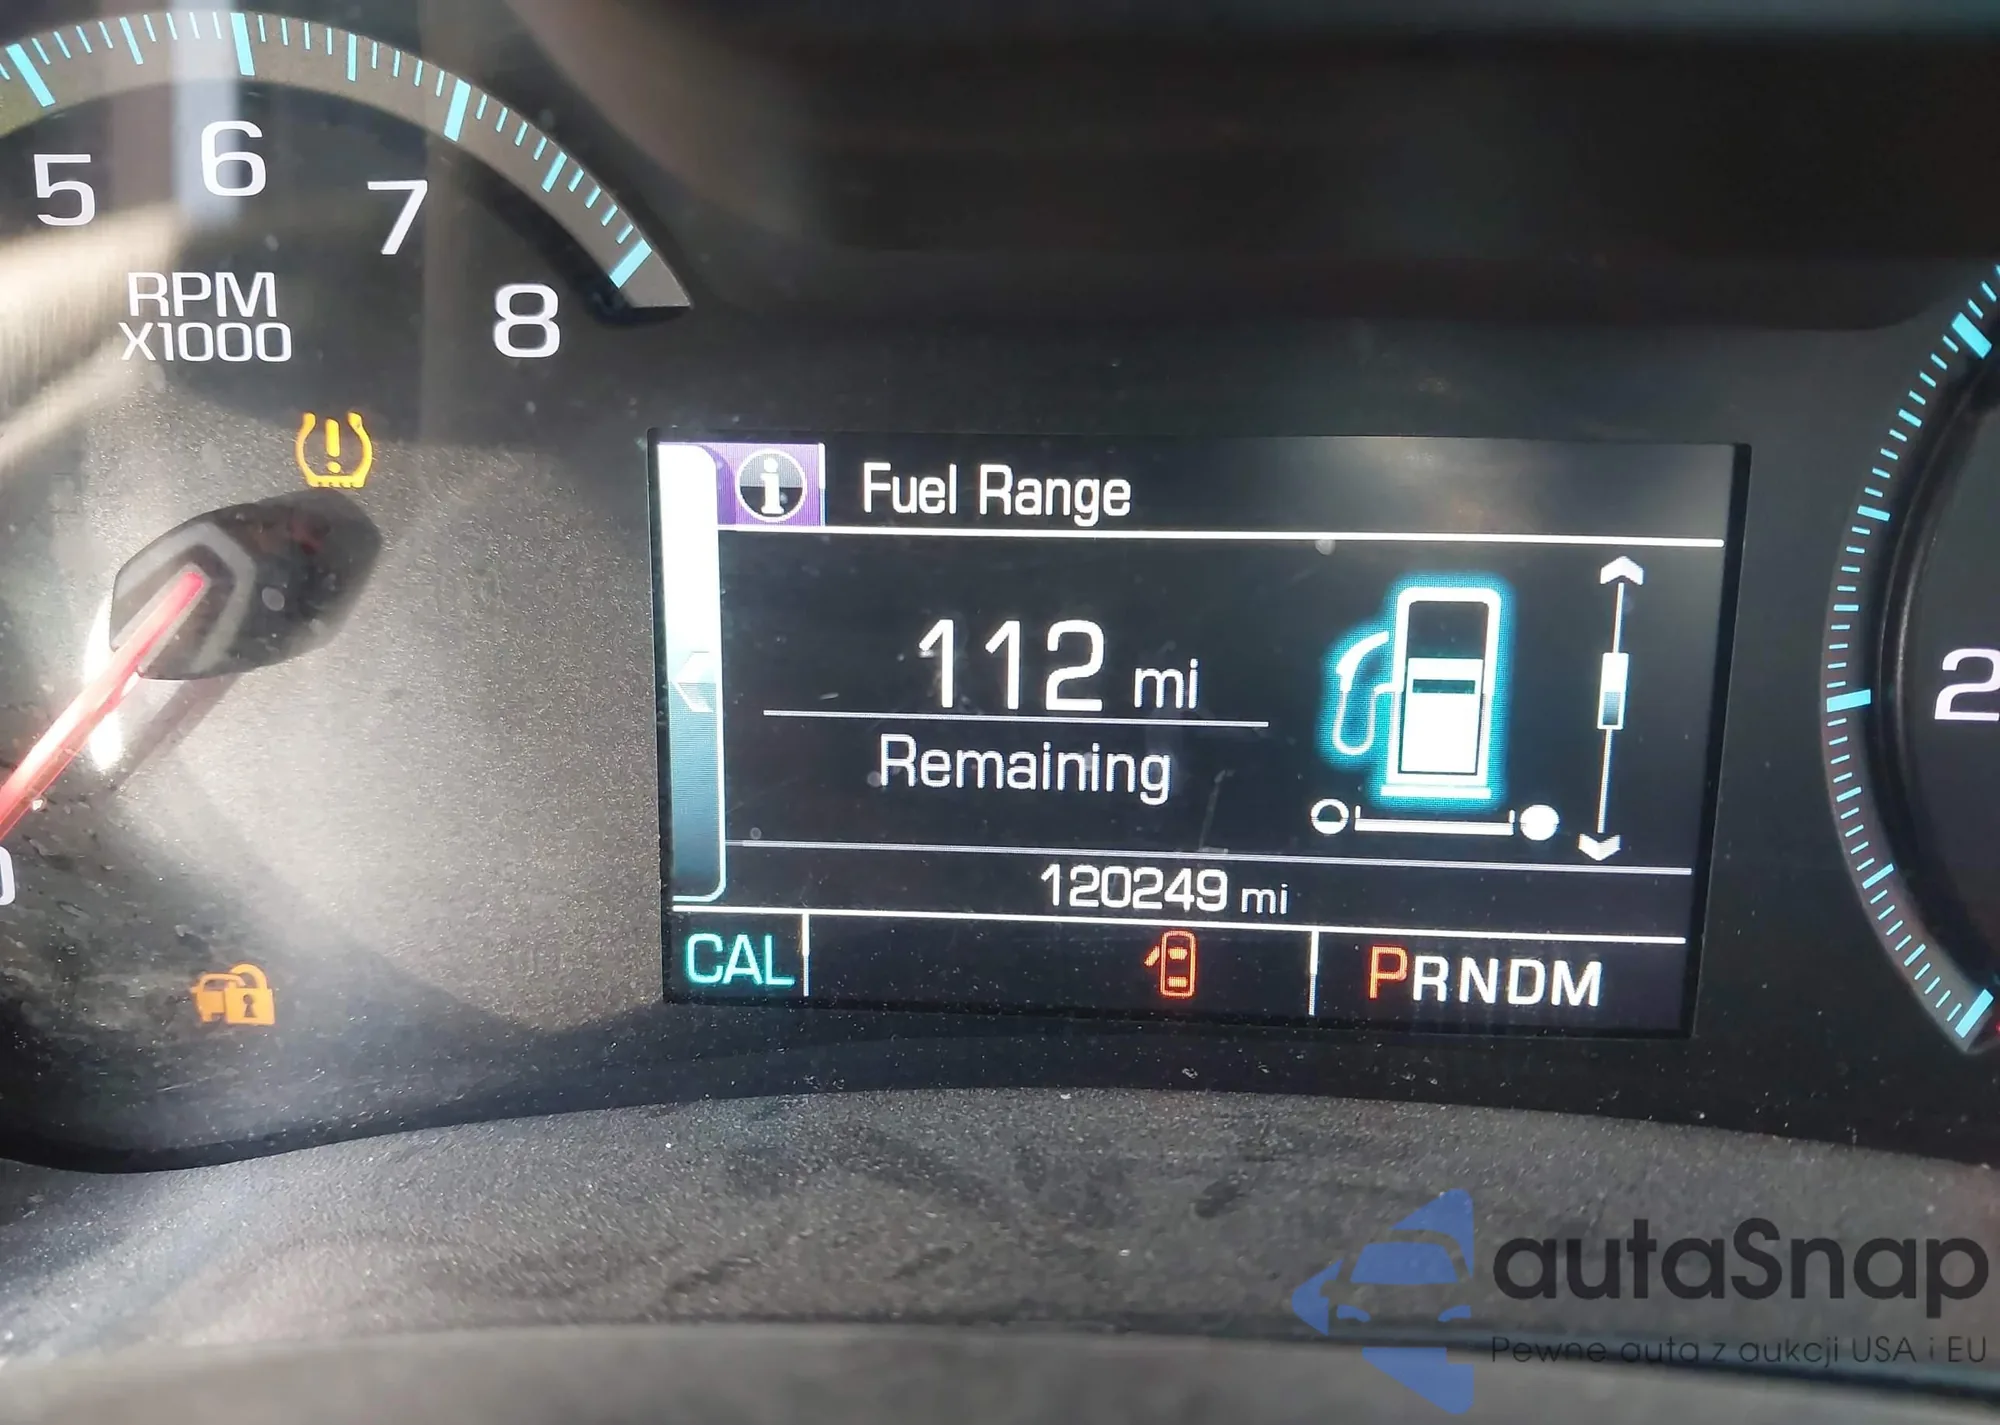 5 6 7 8
RPM
X1000
Fuel Range
112 mi
Remaining
120249 mi
CAL
PRNDM
2
autaSnap
Pewne auta z aukcji USA i EU